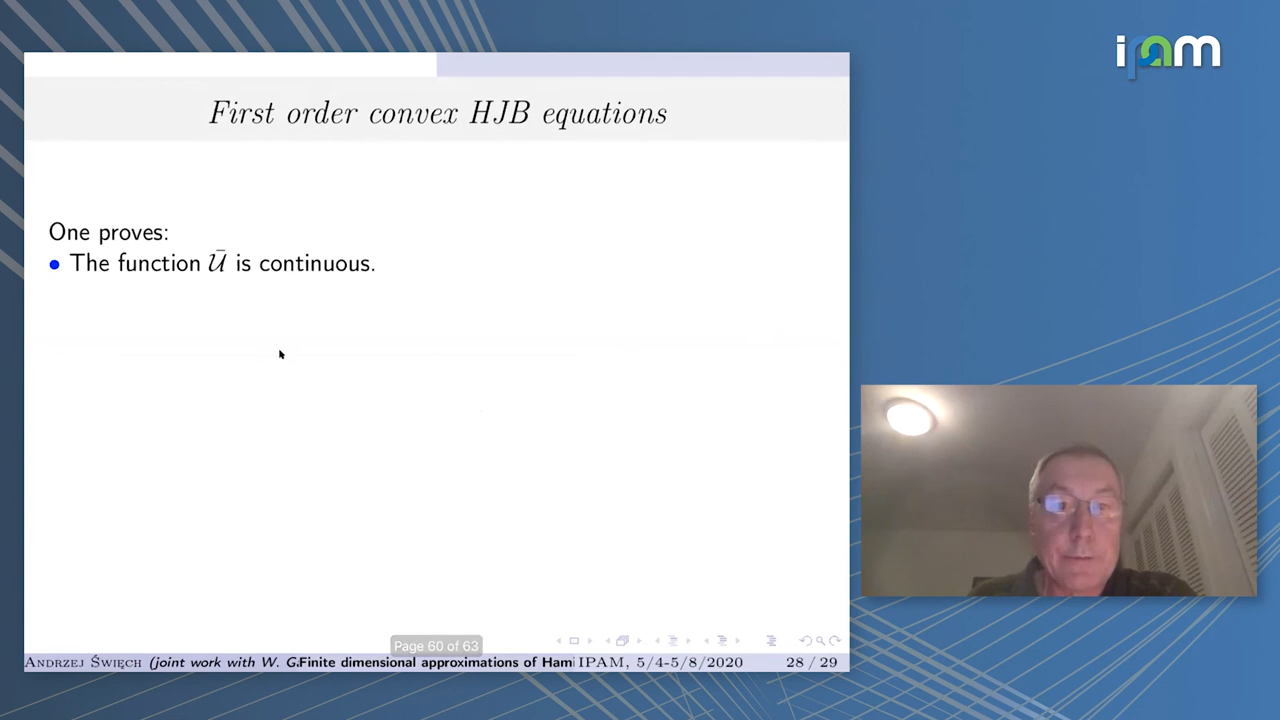 ipam
First order convex HJB equations
One proves:
• The function 𝒰̄ is continuous.
Page 60 of 63
Andrzej Święch (joint work with W. G.Finite dimensional approximations of Ham IPAM, 5/4-5/8/2020 28 / 29